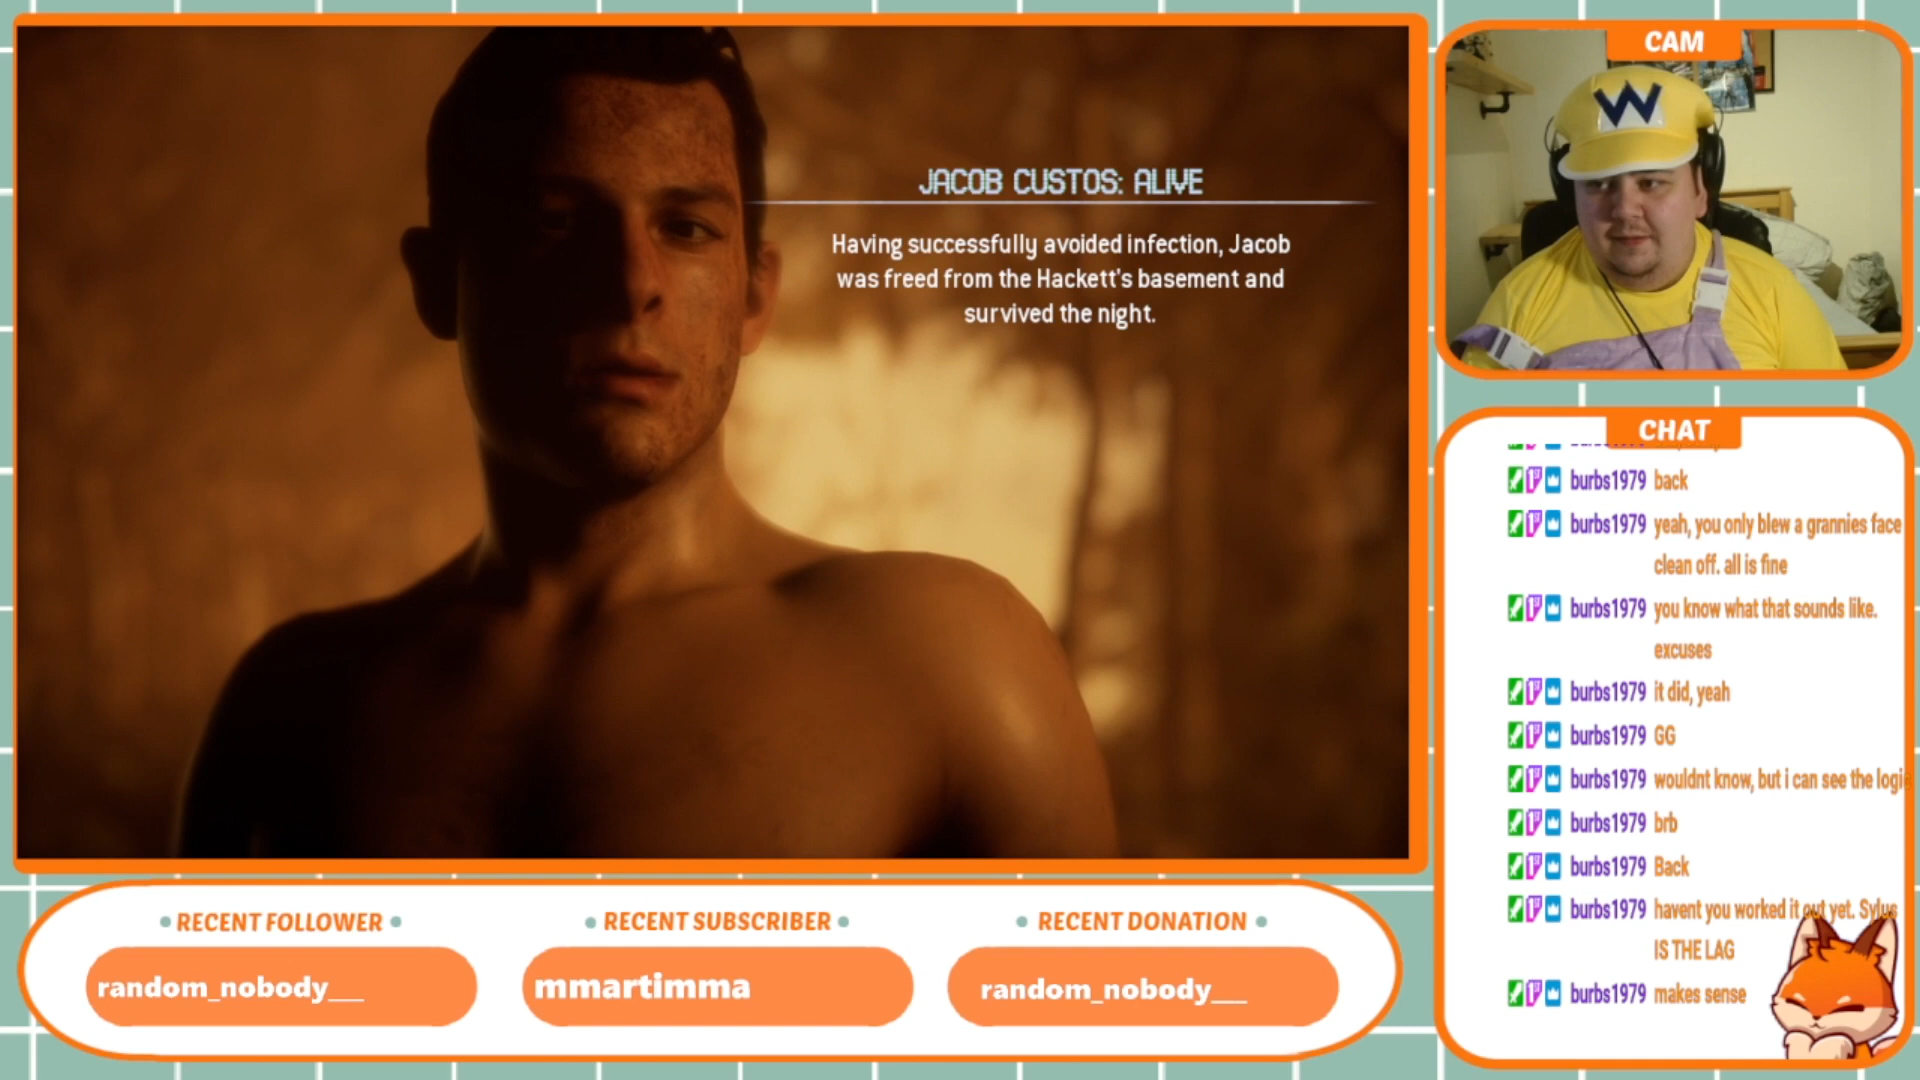 JACOB CUSTOS: ALIVE
Having successfully avoided infection, Jacob
was freed from the Hackett's basement and
survived the night.
CAM
W
CHAT
burbs1979 back
burbs1979 yeah, you only blew a grannies face
clean off. all is fine
burbs1979 you know what that sounds like.
excuses
burbs1979 it did, yeah
burbs1979 GG
burbs1979 wouldnt know, but i can see the logic
burbs1979 brb
burbs1979 Back
burbs1979 havent you worked it out yet. Sylus
IS THE LAG
burbs1979 makes sense
RECENT FOLLOWER
random_nobody__
RECENT SUBSCRIBER
mmartimma
RECENT DONATION
random_nobody__